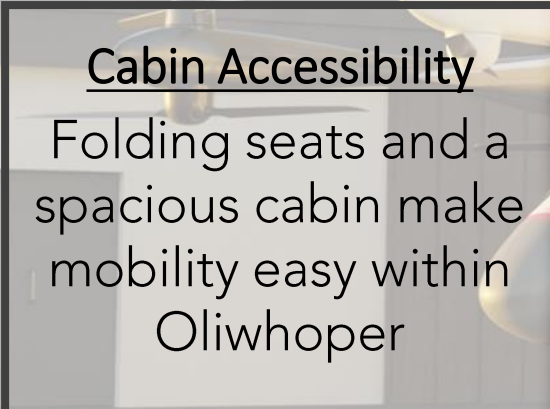 Cabin Accessibility
Folding seats and a
spacious cabin make
mobility easy within
Oliwhoper